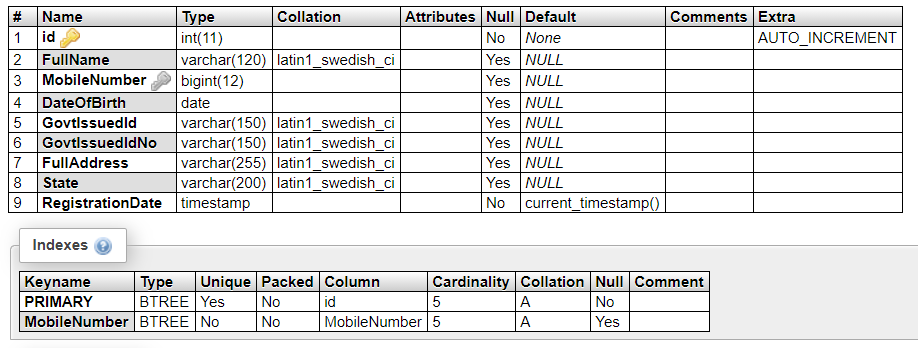 # Name Type Collation Attributes Null Default Comments Extra
1 id int(11) No None AUTO_INCREMENT
2 FullName varchar(120) latin1_swedish_ci Yes NULL
3 MobileNumber bigint(12) Yes NULL
4 DateOfBirth date Yes NULL
5 GovtIssuedId varchar(150) latin1_swedish_ci Yes NULL
6 GovtIssuedIdNo varchar(150) latin1_swedish_ci Yes NULL
7 FullAddress varchar(255) latin1_swedish_ci Yes NULL
8 State varchar(200) latin1_swedish_ci Yes NULL
9 RegistrationDate timestamp No current_timestamp()
Indexes
Keyname Type Unique Packed Column Cardinality Collation Null Comment
PRIMARY BTREE Yes No id 5 A No
MobileNumber BTREE No No MobileNumber 5 A Yes